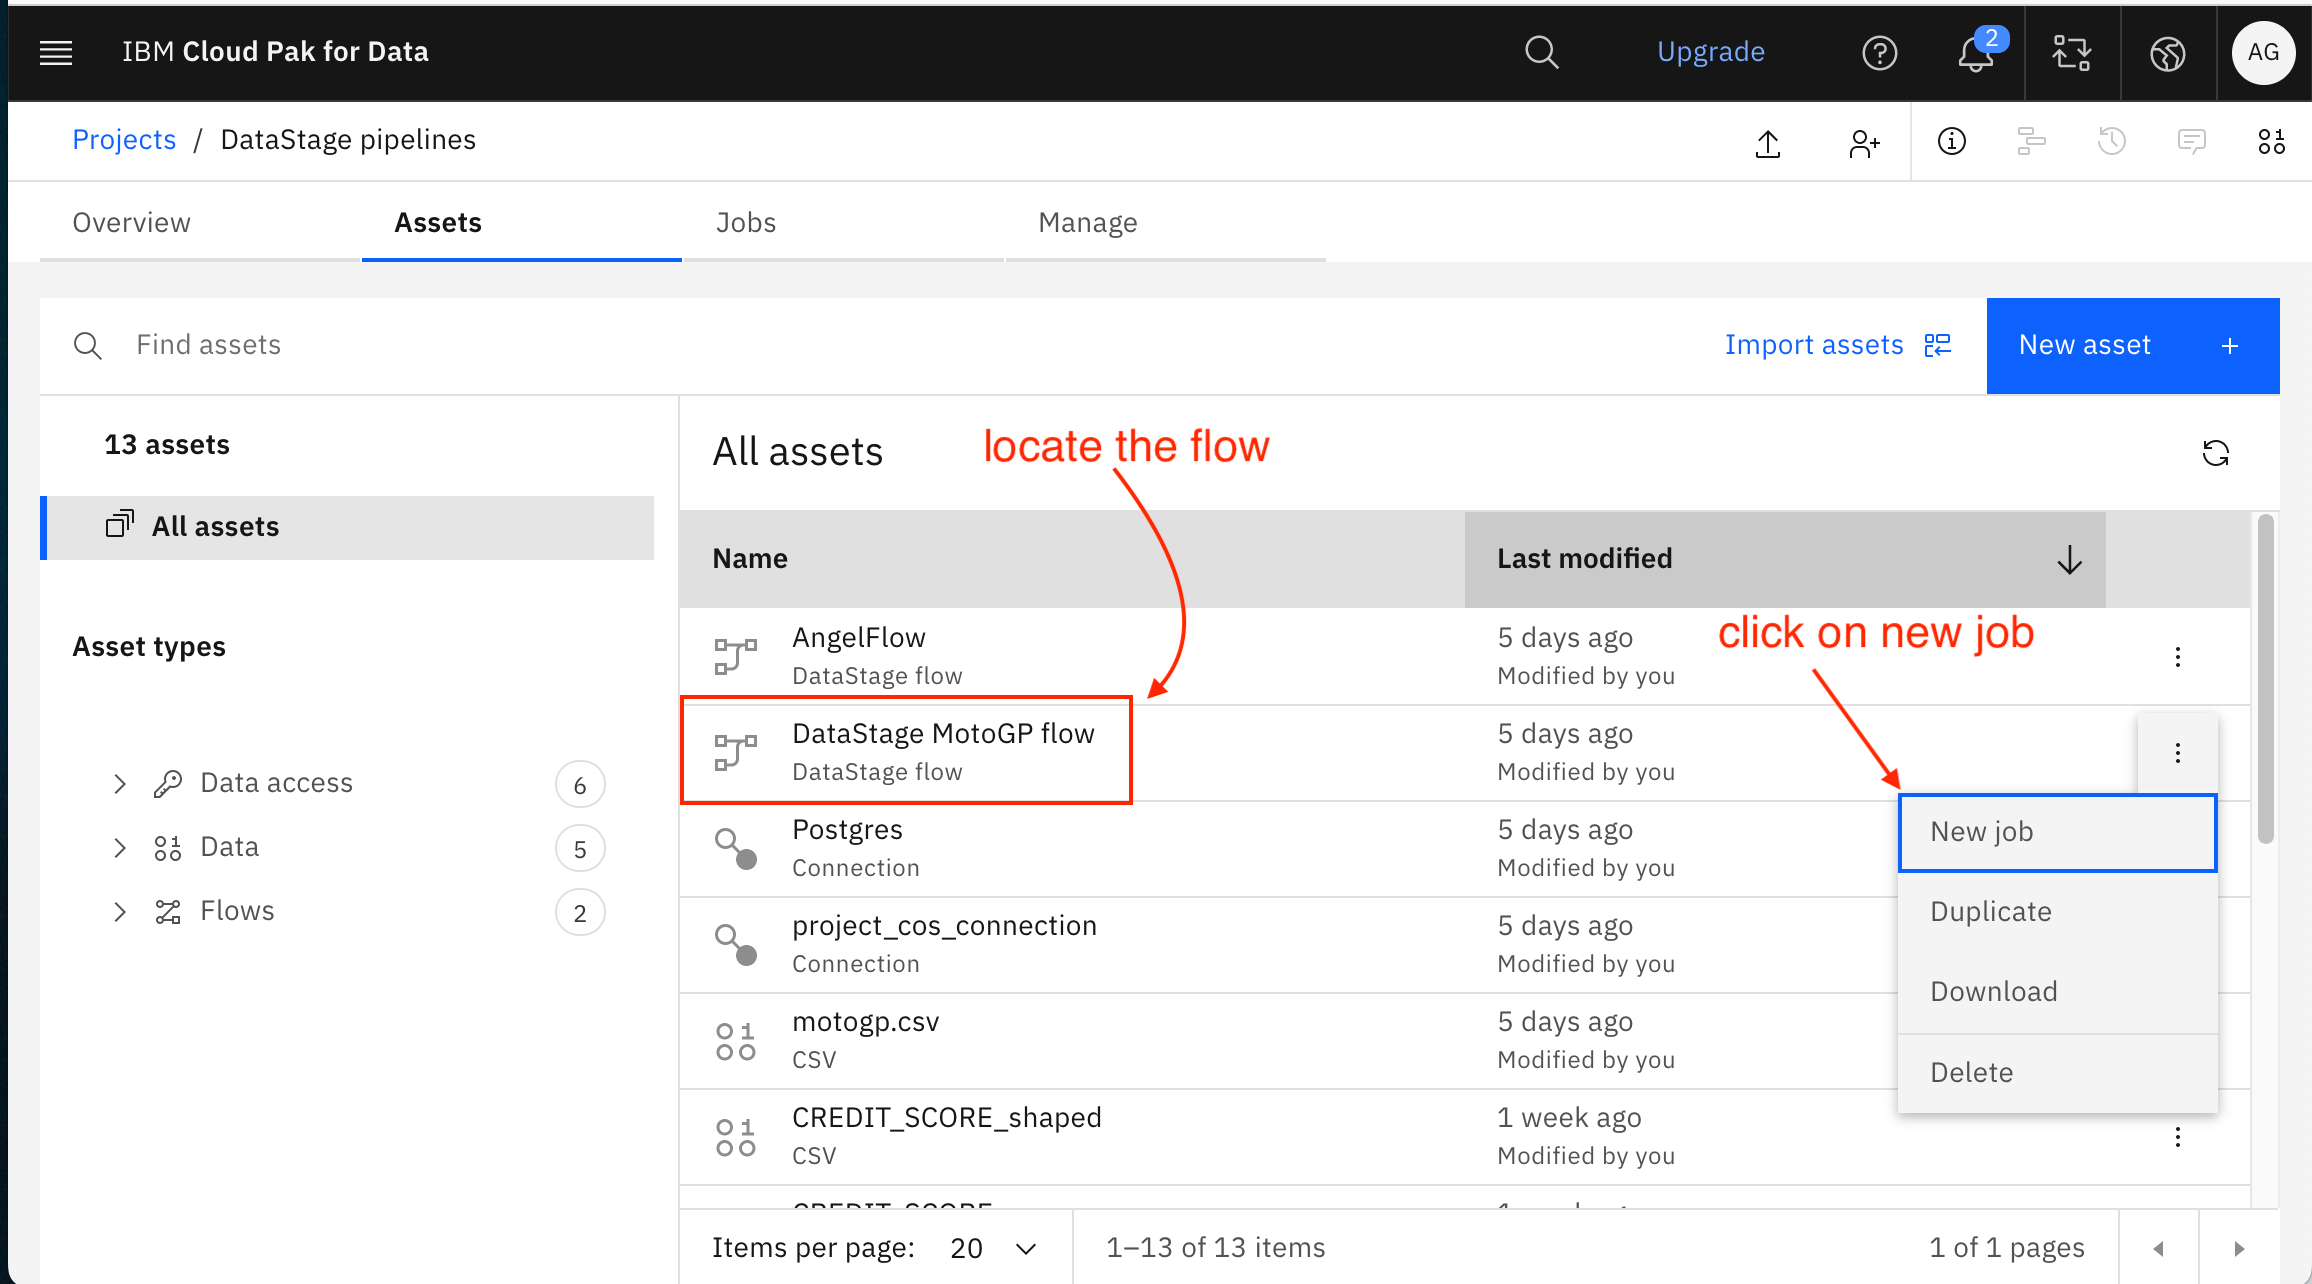 IBM Cloud Pak for Data
Upgrade
2
AG
Projects / DataStage pipelines
Overview
Assets
Jobs
Manage
Find assets
Import assets
New asset +
13 assets
All assets
Asset types
Data access 6
Data 5
Flows 2
All assets
locate the flow
Name
Last modified
click on new job
AngelFlow
DataStage flow
5 days ago
Modified by you
DataStage MotoGP flow
DataStage flow
5 days ago
Modified by you
Postgres
Connection
5 days ago
Modified by you
project_cos_connection
Connection
5 days ago
Modified by you
motogp.csv
CSV
5 days ago
Modified by you
CREDIT_SCORE_shaped
CSV
1 week ago
Modified by you
New job
Duplicate
Download
Delete
Items per page: 20
1–13 of 13 items
1 of 1 pages